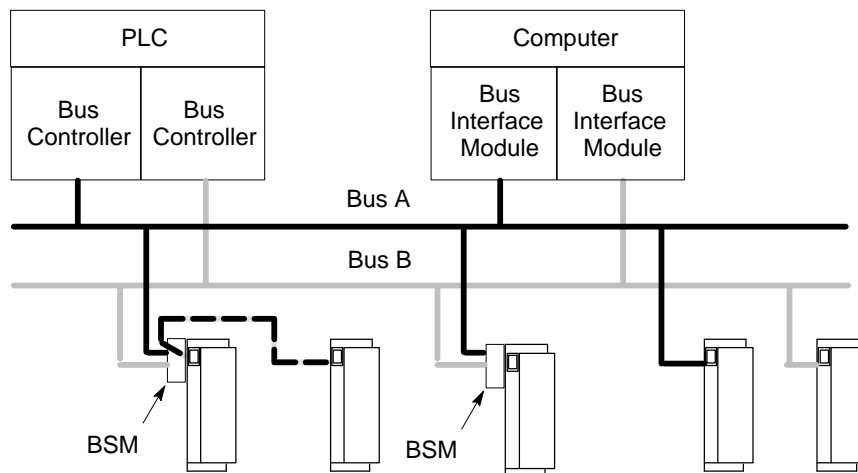 PLC
Computer
Bus
Controller
Bus
Controller
Bus
Interface
Module
Bus
Interface
Module
Bus A
Bus B
BSM
BSM